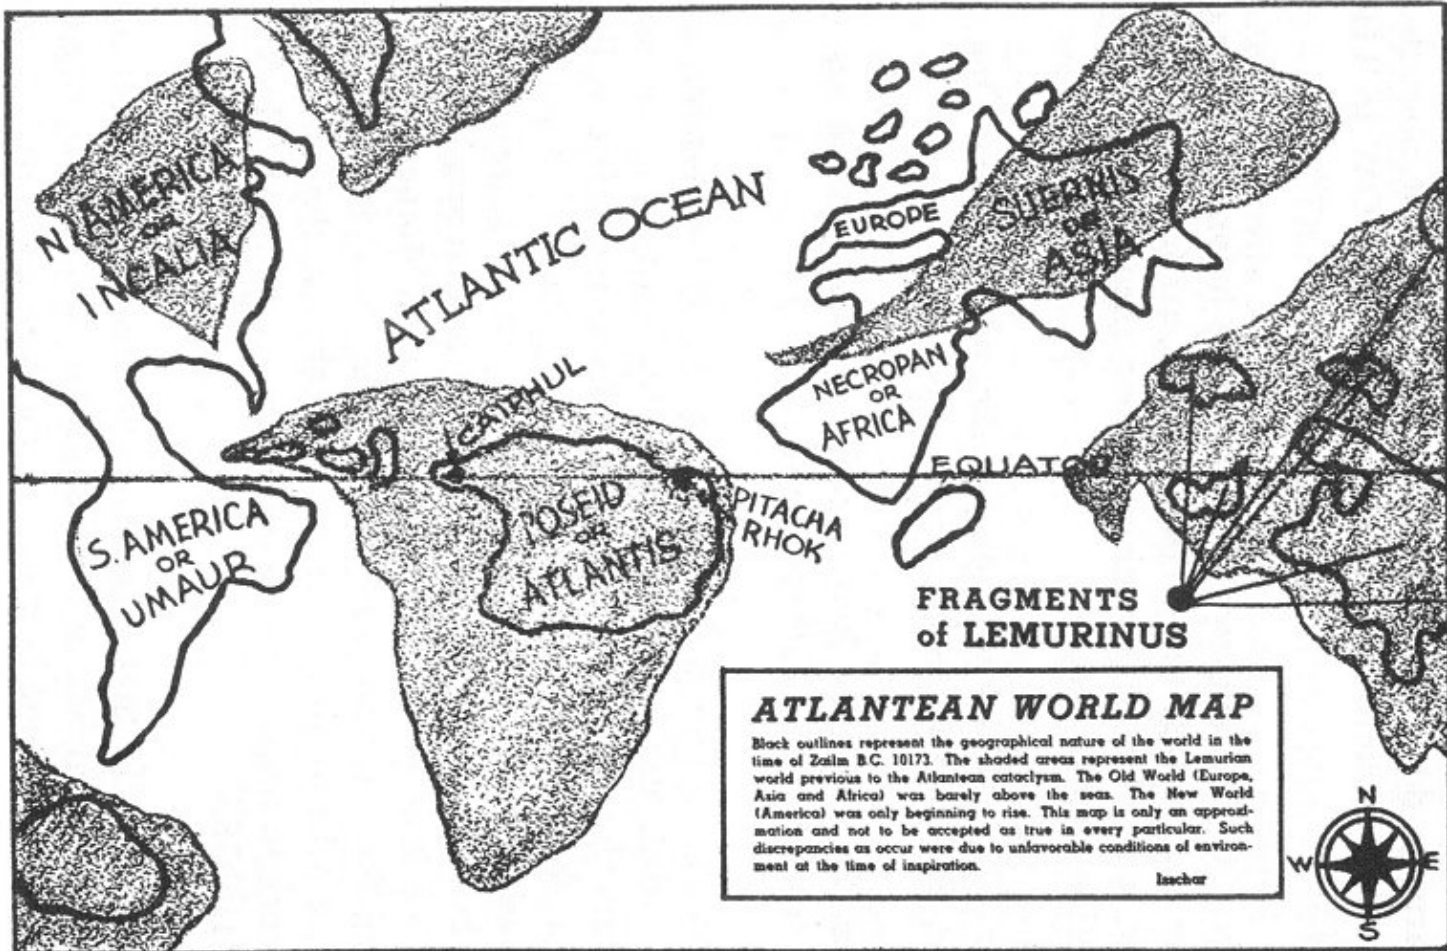 N. AMERICA
OR
INCALIA
ATLANTIC OCEAN
EUROPE
SUERNIS
OR
ASIA
NECROPAN
OR
AFRICA
CAIPHUL
EQUATOR
S. AMERICA
OR
UMAUR
POSEID
OR
ATLANTIS
PITACHA
RHOK
FRAGMENTS
of LEMURINUS
ATLANTEAN WORLD MAP
Black outlines represent the geographical nature of the world in the
time of Zailm B.C. 10173. The shaded areas represent the Lemurian
world previous to the Atlantean cataclysm. The Old World (Europe,
Asia and Africa) was barely above the seas. The New World
(America) was only beginning to rise. This map is only an approxi-
mation and not to be accepted as true in every particular. Such
discrepancies as occur were due to unfavorable conditions of environ-
ment at the time of inspiration.
Isschar
N
W E
S